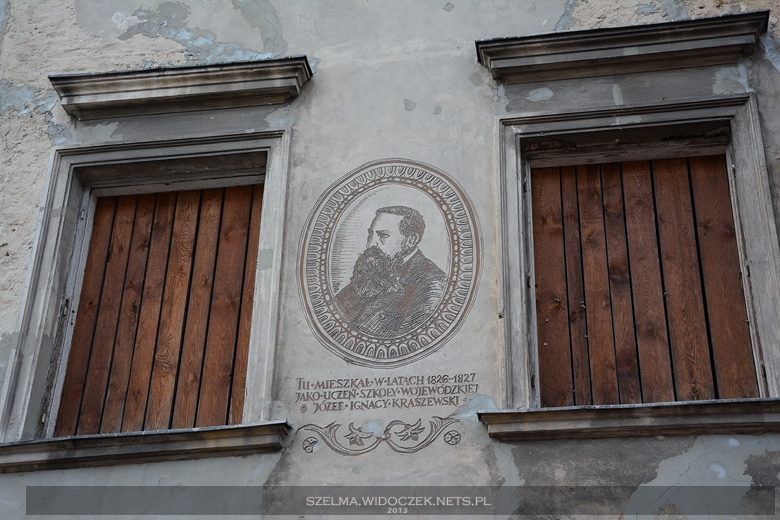 TU·MIESZKAŁ·W·LATACH 1826–1827
JAKO·UCZEŃ·SZKOŁY·WOJEWÓDZKIEJ
JÓZEF·IGNACY·KRASZEWSKI
SZELMA.WIDOCZEK.NETS.PL
2013